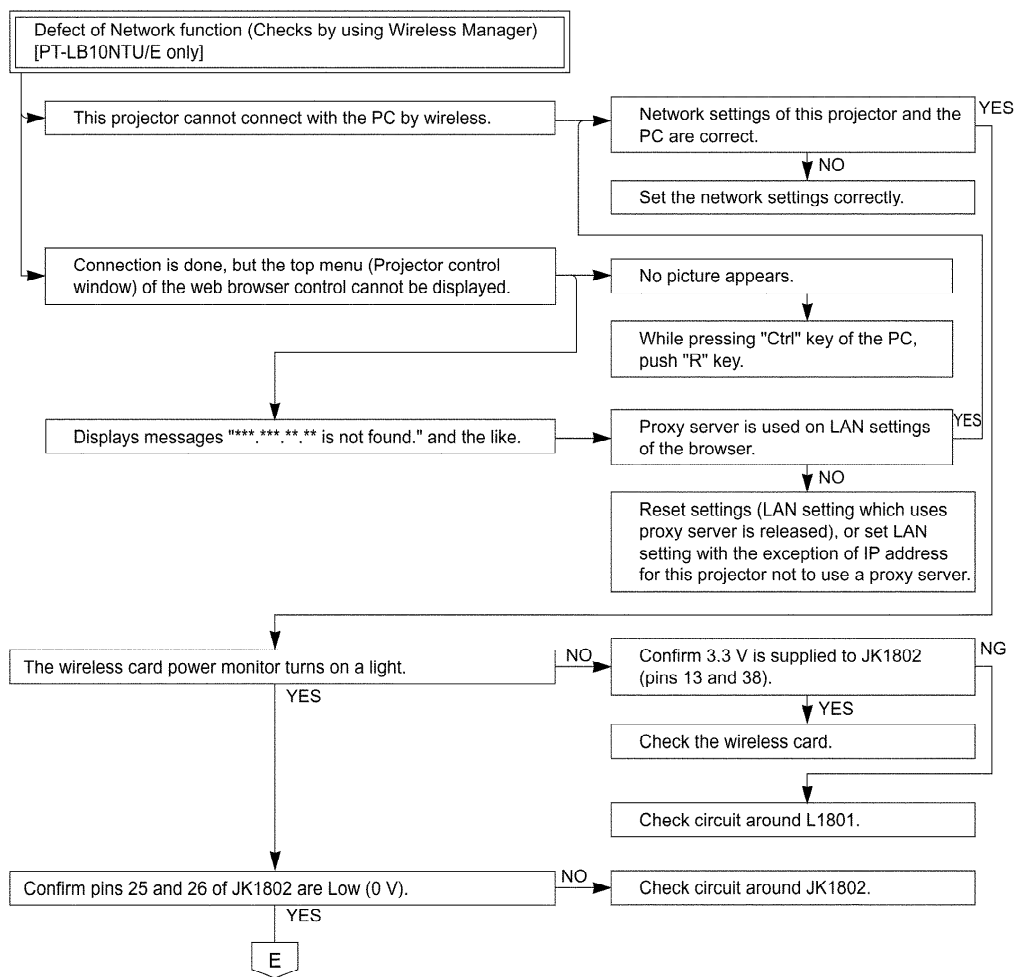 Defect of Network function (Checks by using Wireless Manager)
[PT-LB10NTU/E only]
This projector cannot connect with the PC by wireless.
Network settings of this projector and the
PC are correct.
YES
NO
Set the network settings correctly.
Connection is done, but the top menu (Projector control
window) of the web browser control cannot be displayed.
No picture appears.
While pressing "Ctrl" key of the PC,
push "R" key.
Displays messages "***.***.**.** is not found." and the like.
Proxy server is used on LAN settings
of the browser.
YES
NO
Reset settings (LAN setting which uses
proxy server is released), or set LAN
setting with the exception of IP address
for this projector not to use a proxy server.
The wireless card power monitor turns on a light.
NO
YES
Confirm 3.3 V is supplied to JK1802
(pins 13 and 38).
NG
YES
Check the wireless card.
Check circuit around L1801.
Confirm pins 25 and 26 of JK1802 are Low (0 V).
NO
Check circuit around JK1802.
YES
E